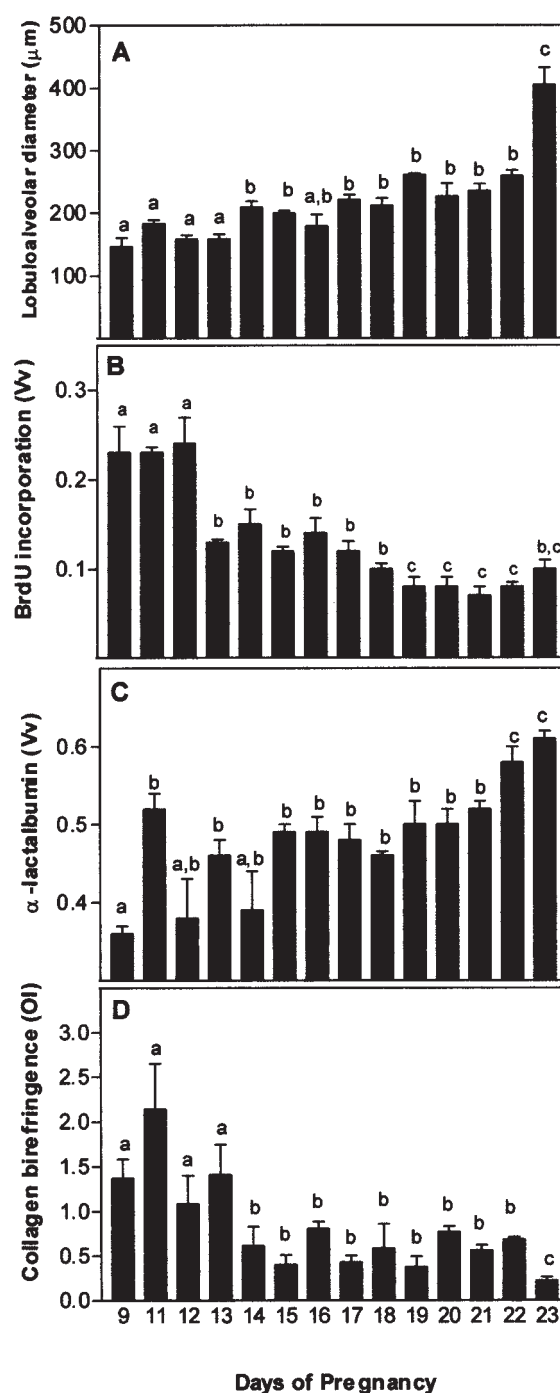 A
Lobuloalveolar diameter (μm)
500
400
300
200
100
a
a
a
a
b
b
a,b
b
b
b
b
b
b
c
B
BrdU incorporation (Vv)
0.3
0.2
0.1
a
a
a
b
b
b
b
b
b
c
c
c
c
b,c
C
α -lactalbumin (Vv)
0.6
0.5
0.4
a
b
a,b
b
a,b
b
b
b
b
b
b
b
c
c
D
Collagen birefringence (OI)
3.0
2.5
2.0
1.5
1.0
0.5
0.0
a
a
a
a
b
b
b
b
b
b
b
b
b
c
9 11 12 13 14 15 16 17 18 19 20 21 22 23
Days of Pregnancy